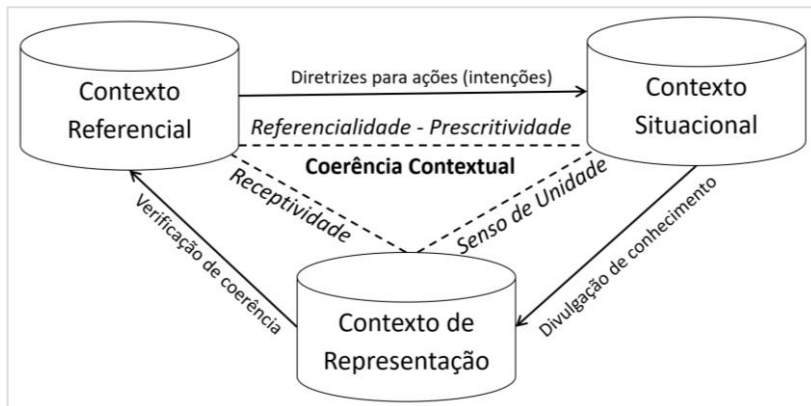 Contexto
Referencial
Diretrizes para ações (intenções)
Contexto
Situacional
Referencialidade - Prescritividade
Coerência Contextual
Receptividade
Senso de Unidade
Verificação de coerência
Divulgação de conhecimento
Contexto de
Representação